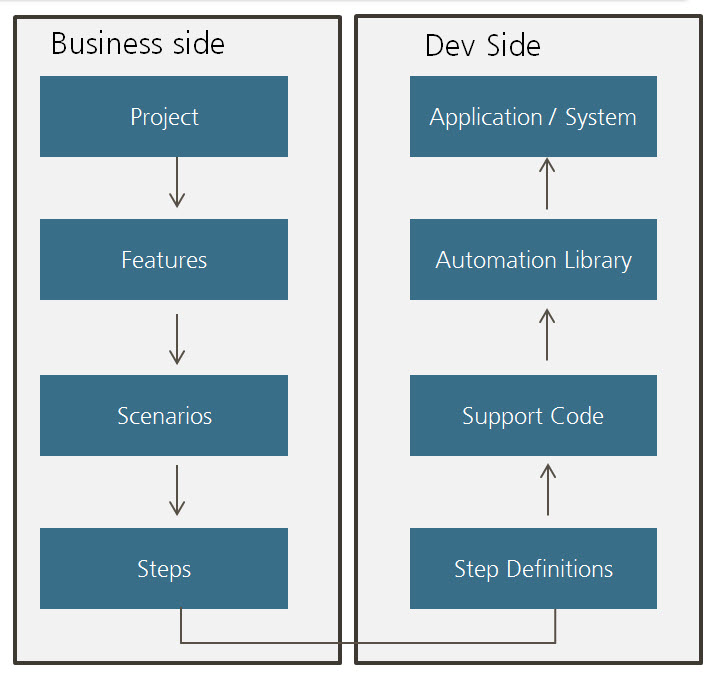 Business side
Project
Features
Scenarios
Steps
Dev Side
Application / System
Automation Library
Support Code
Step Definitions